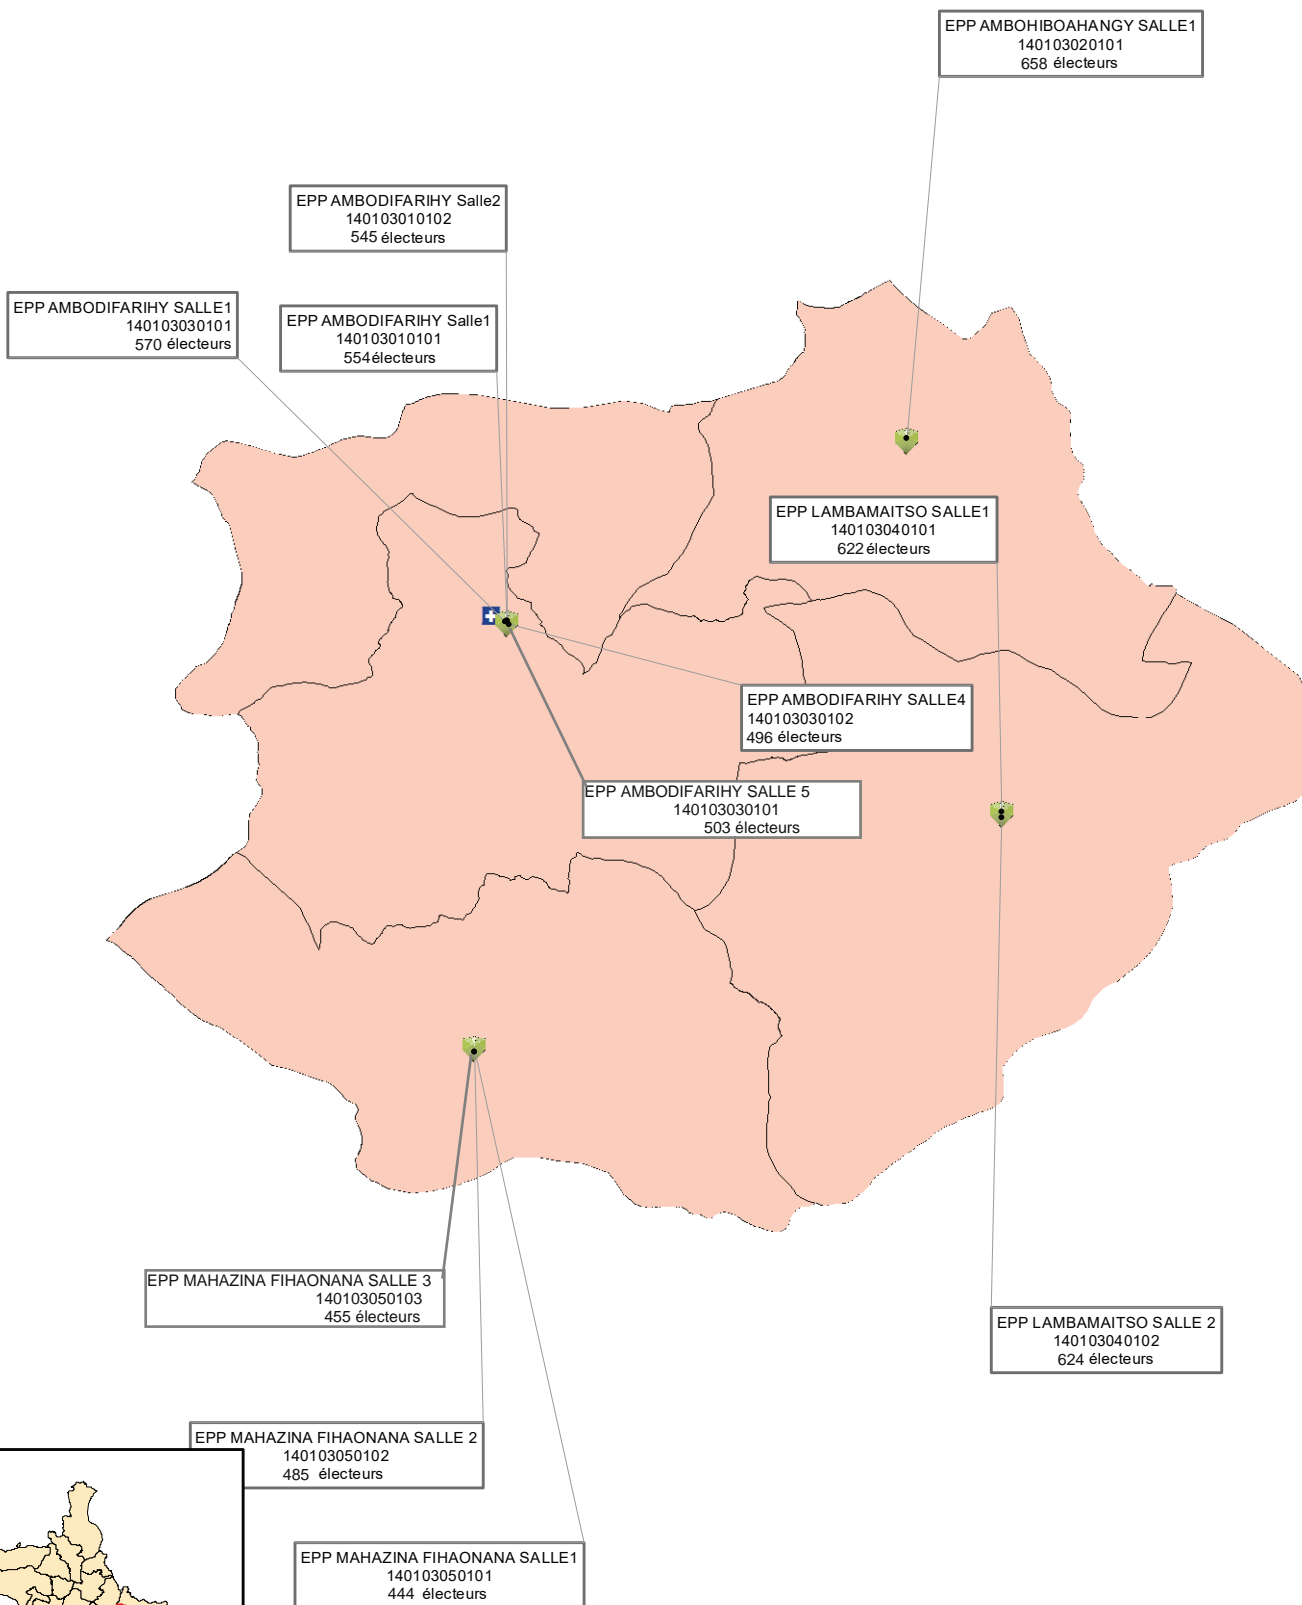 EPP AMBOHIBOAHANGY SALLE1
140103020101
658 électeurs
EPP AMBODIFARIHY Salle2
140103010102
545 électeurs
EPP AMBODIFARIHY SALLE1
140103030101
570 électeurs
EPP AMBODIFARIHY Salle1
140103010101
554électeurs
EPP LAMBAMAITSO SALLE1
140103040101
622 électeurs
EPP AMBODIFARIHY SALLE4
140103030102
496 électeurs
EPP AMBODIFARIHY SALLE 5
140103030101
503 électeurs
EPP MAHAZINA FIHAONANA SALLE 3
140103050103
455 électeurs
EPP LAMBAMAITSO SALLE 2
140103040102
624 électeurs
EPP MAHAZINA FIHAONANA SALLE 2
140103050102
485 électeurs
EPP MAHAZINA FIHAONANA SALLE1
140103050101
444 électeurs